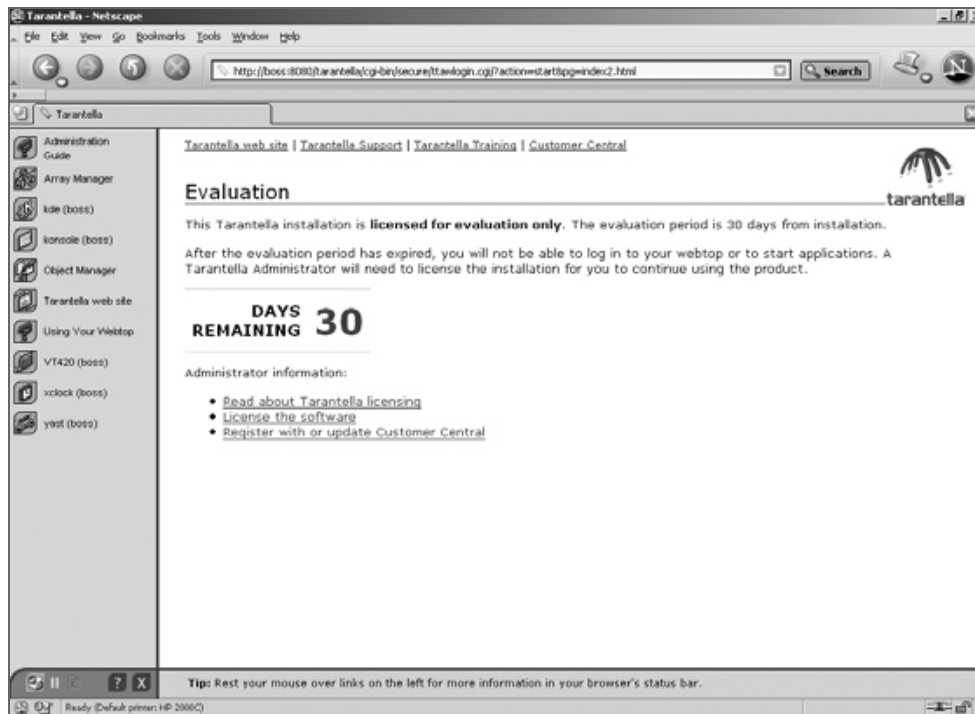 Tarantella - Netscape
File Edit View Go Bookmarks Tools Window Help
http://boss:8080/tarantella/cgi-bin/secure/ttawlogin.cgi/?action=start&pg=index2.html
Search
N
Tarantella
Administration
Guide
Array Manager
kde (boss)
konsole (boss)
Object Manager
Tarantella web site
Using Your Webtop
VT420 (boss)
xclock (boss)
yast (boss)
Tarantella web site | Tarantella Support | Tarantella Training | Customer Central
tarantella
Evaluation
This Tarantella installation is licensed for evaluation only. The evaluation period is 30 days from installation.
After the evaluation period has expired, you will not be able to log in to your webtop or to start applications. A
Tarantella Administrator will need to license the installation for you to continue using the product.
DAYS
REMAINING 30
Administrator information:
• Read about Tarantella licensing
• License the software
• Register with or update Customer Central
? X
Tip: Rest your mouse over links on the left for more information in your browser's status bar.
Ready (Default printer: HP 2000C)